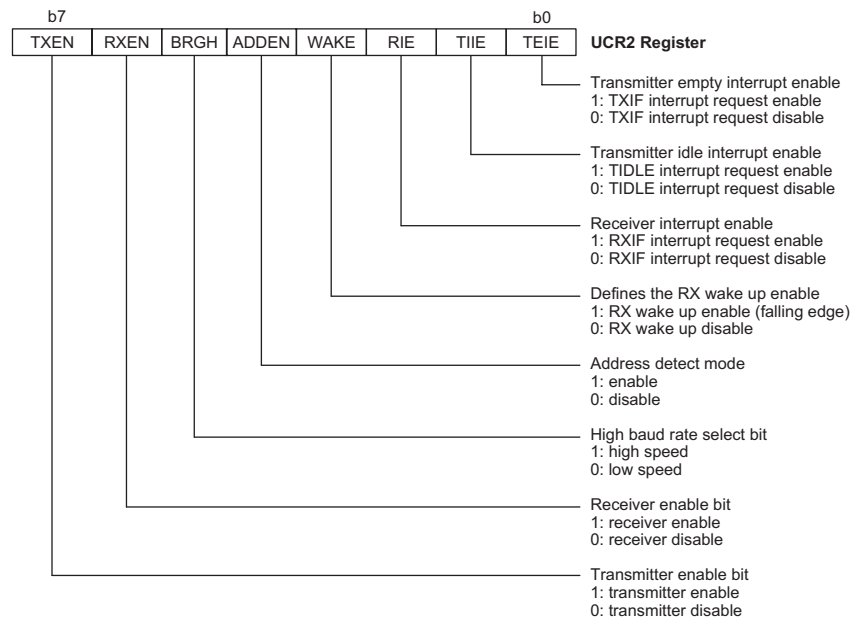 b7 b0
TXEN RXEN BRGH ADDEN WAKE RIE TIIE TEIE UCR2 Register
Transmitter empty interrupt enable
1: TXIF interrupt request enable
0: TXIF interrupt request disable
Transmitter idle interrupt enable
1: TIDLE interrupt request enable
0: TIDLE interrupt request disable
Receiver interrupt enable
1: RXIF interrupt request enable
0: RXIF interrupt request disable
Defines the RX wake up enable
1: RX wake up enable (falling edge)
0: RX wake up disable
Address detect mode
1: enable
0: disable
High baud rate select bit
1: high speed
0: low speed
Receiver enable bit
1: receiver enable
0: receiver disable
Transmitter enable bit
1: transmitter enable
0: transmitter disable